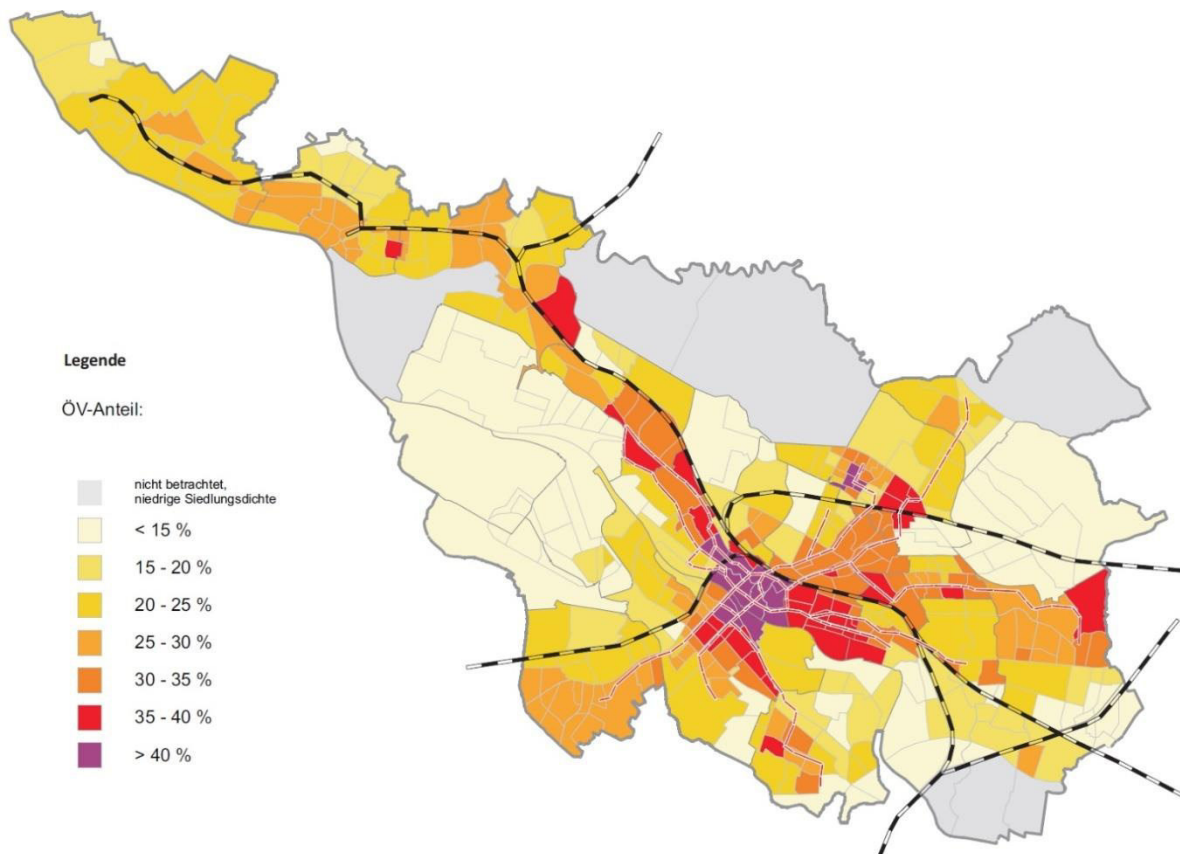 Legende
ÖV-Anteil:
nicht betrachtet,
niedrige Siedlungsdichte
< 15 %
15 - 20 %
20 - 25 %
25 - 30 %
30 - 35 %
35 - 40 %
> 40 %